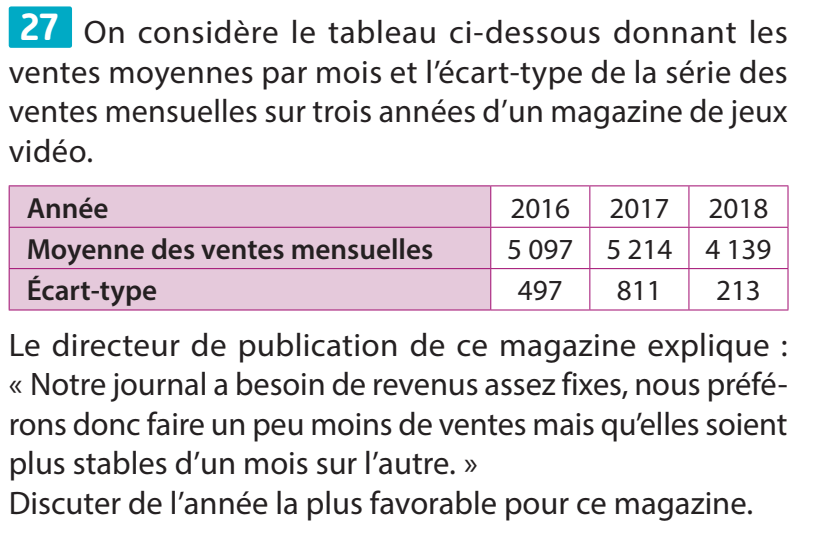 27 On considère le tableau ci-dessous donnant les
ventes moyennes par mois et l’écart-type de la série des
ventes mensuelles sur trois années d’un magazine de jeux
vidéo.
Année 2016 2017 2018
Moyenne des ventes mensuelles 5 097 5 214 4 139
Écart-type 497 811 213
Le directeur de publication de ce magazine explique :
« Notre journal a besoin de revenus assez fixes, nous préfé-
rons donc faire un peu moins de ventes mais qu’elles soient
plus stables d’un mois sur l’autre. »
Discuter de l’année la plus favorable pour ce magazine.